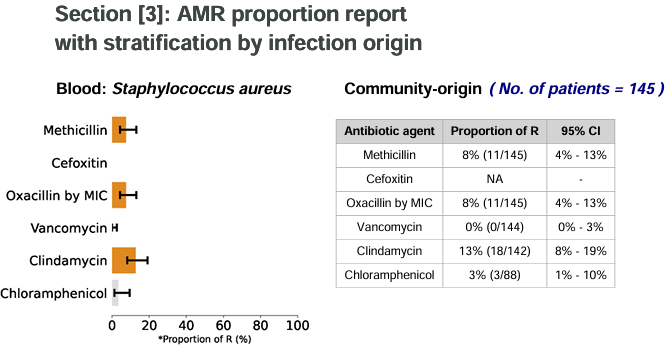 Section [3]: AMR proportion report
with stratification by infection origin
Blood: Staphylococcus aureus
Methicillin
Cefoxitin
Oxacillin by MIC
Vancomycin
Clindamycin
Chloramphenicol
0 20 40 60 80 100
*Proportion of R (%)
Community-origin ( No. of patients = 145 )
Antibiotic agent Proportion of R 95% CI
Methicillin 8% (11/145) 4% - 13%
Cefoxitin NA -
Oxacillin by MIC 8% (11/145) 4% - 13%
Vancomycin 0% (0/144) 0% - 3%
Clindamycin 13% (18/142) 8% - 19%
Chloramphenicol 3% (3/88) 1% - 10%